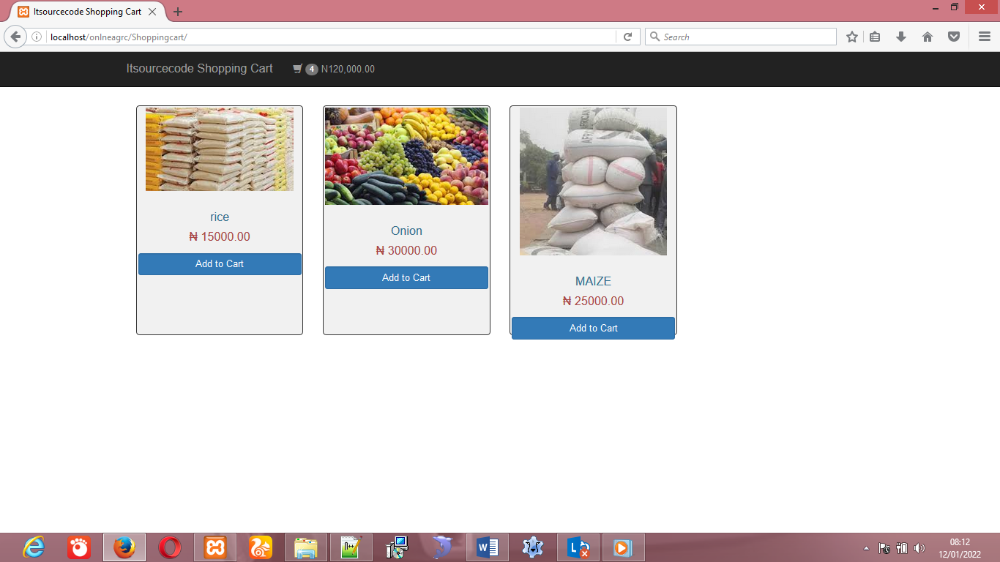 Itsourcecode Shopping Cart
localhost/onlneagrc/Shoppingcart/
Search
Itsourcecode Shopping Cart 4 N120,000.00
rice
₦ 15000.00
Add to Cart
Onion
₦ 30000.00
Add to Cart
AFRICAN
MAIZE
₦ 25000.00
Add to Cart
08:12
12/01/2022